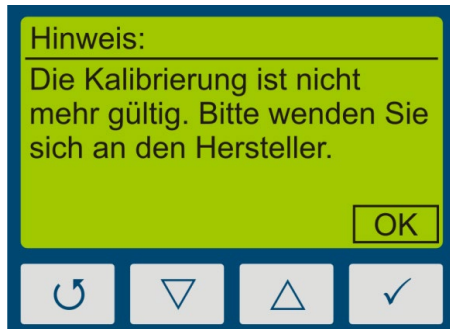 Hinweis:
Die Kalibrierung ist nicht
mehr gültig. Bitte wenden Sie
sich an den Hersteller.
OK